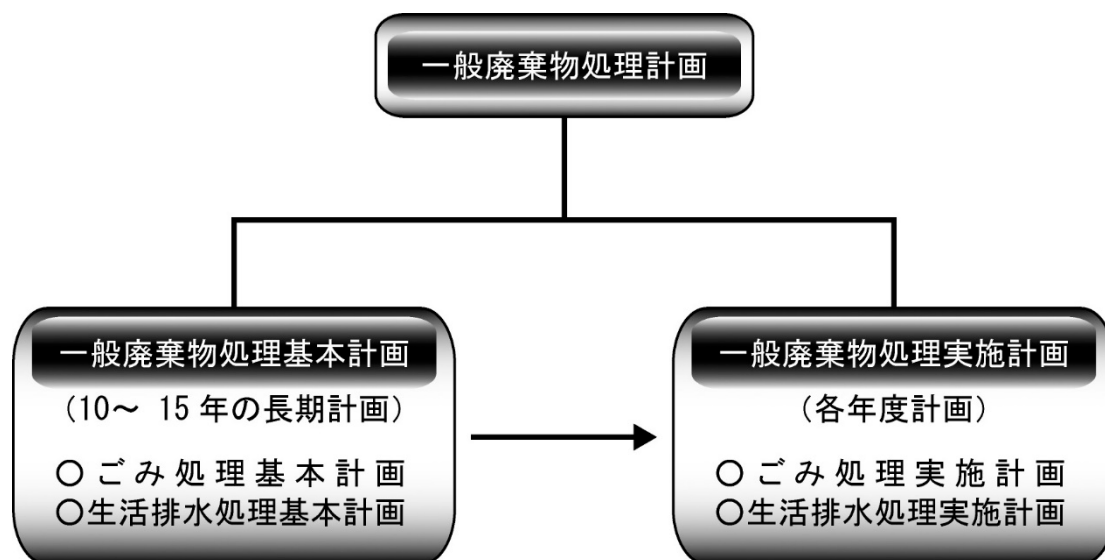 一般廃棄物処理計画
一般廃棄物処理基本計画
（10～ 15年の長期計画）
○ごみ処理基本計画
○生活排水処理基本計画
一般廃棄物処理実施計画
（各年度計画）
○ごみ処理実施計画
○生活排水処理実施計画